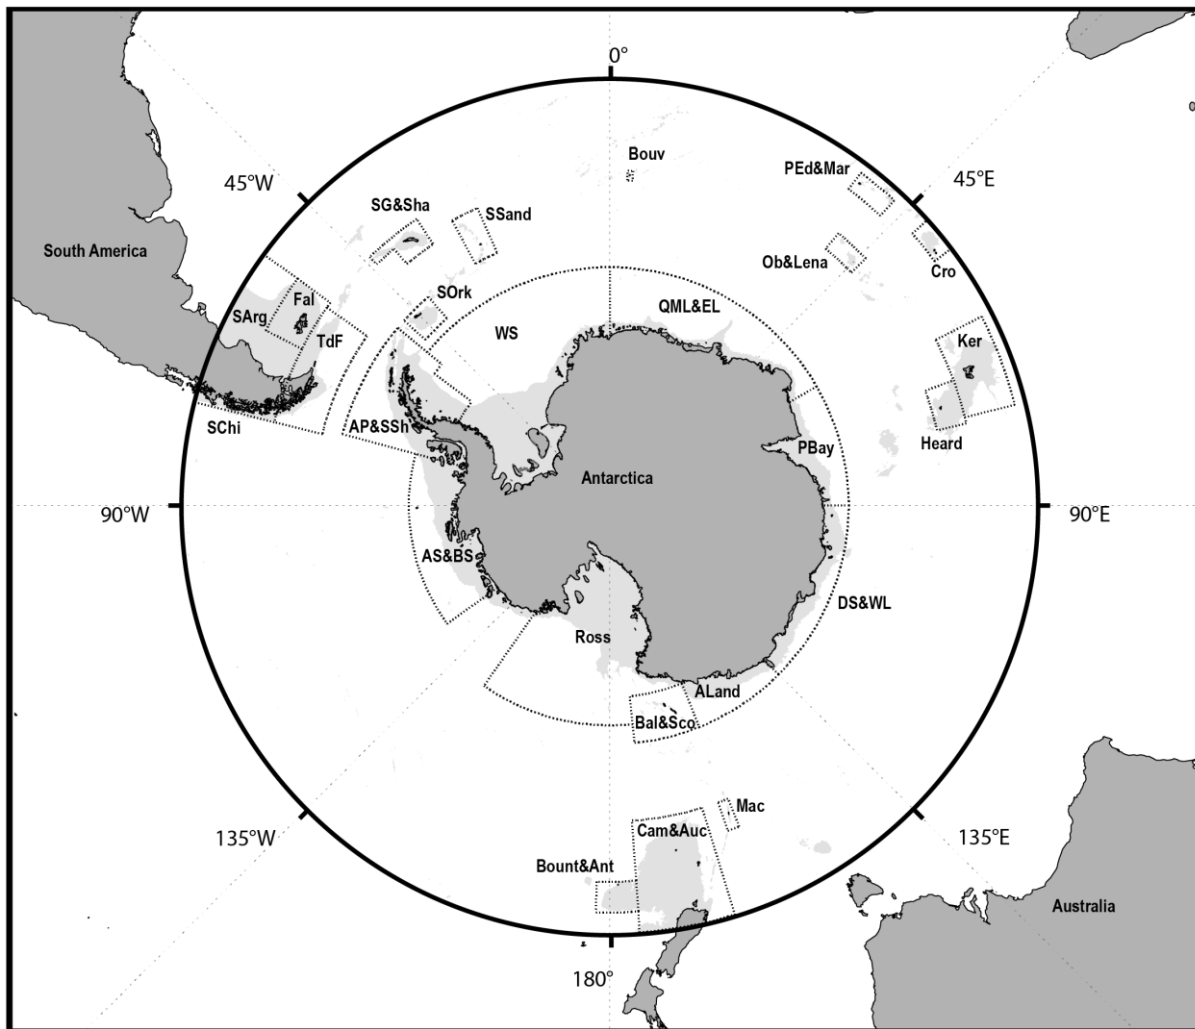 0°
Bouv
PEd&Mar
45°W
45°E
SG&Sha
SSand
South America
Ob&Lena
Cro
SOrk
Fal
QML&EL
SArg
WS
TdF
Ker
SChi
AP&SSh
Heard
PBay
Antarctica
90°W
90°E
AS&BS
DS&WL
Ross
ALand
Bal&Sco
Mac
135°W
Cam&Auc
135°E
Bount&Ant
Australia
180°